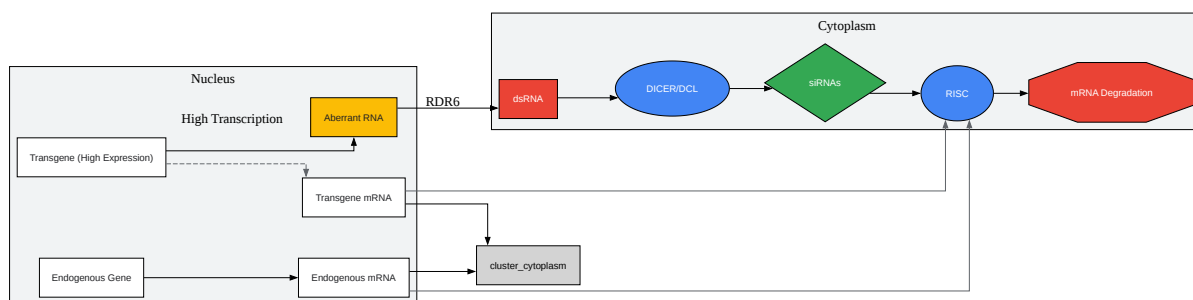 Cytoplasm
Nucleus
siRNAs
DICER/DCL
RISC
mRNA Degradation
dsRNA
RDR6
Aberrant RNA
High Transcription
Transgene (High Expression)
Transgene mRNA
cluster_cytoplasm
Endogenous Gene
Endogenous mRNA